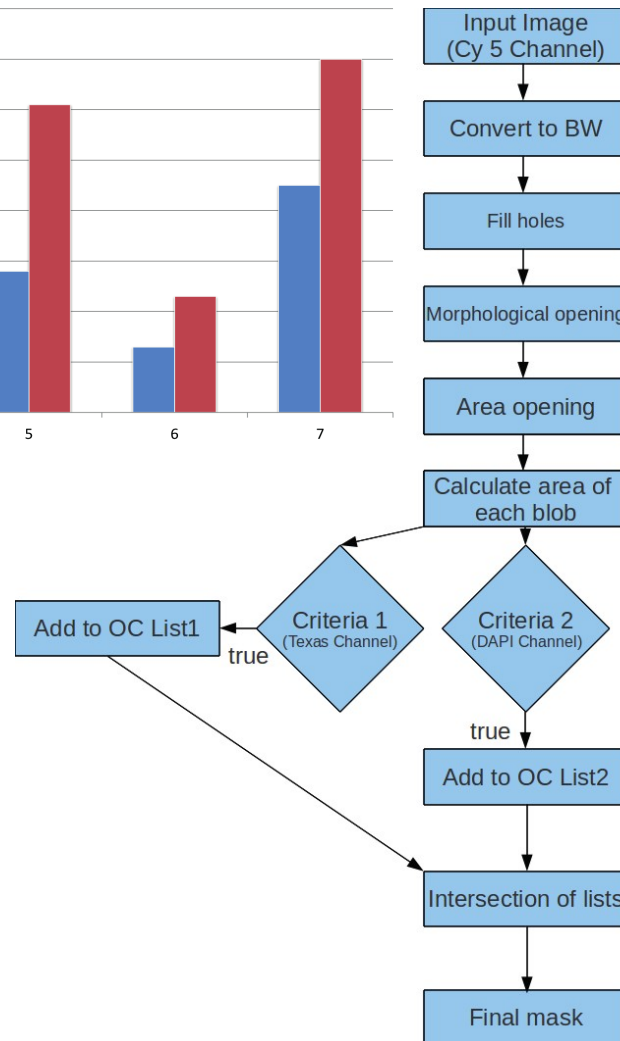 5
6
7
Input Image
(Cy 5 Channel)
Convert to BW
Fill holes
Morphological opening
Area opening
Calculate area of
each blob
Criteria 1
(Texas Channel)
Criteria 2
(DAPI Channel)
Add to OC List1
true
true
Add to OC List2
Intersection of lists
Final mask